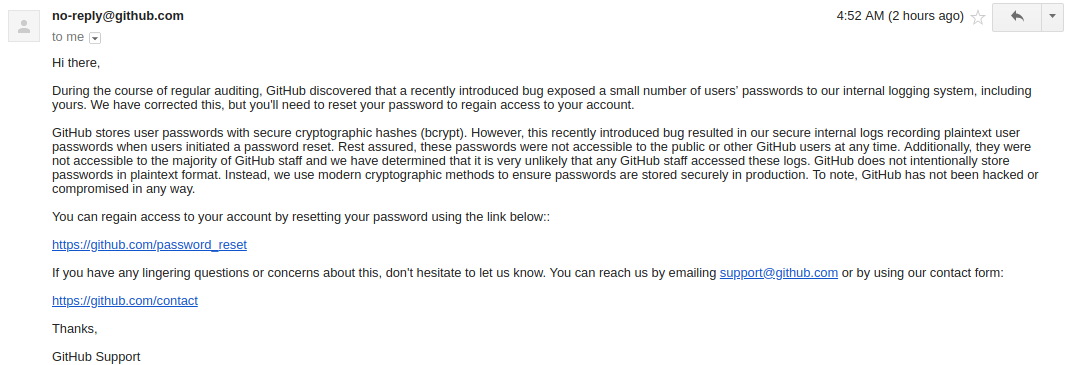 no-reply@github.com 4:52 AM (2 hours ago)
to me
Hi there,
During the course of regular auditing, GitHub discovered that a recently introduced bug exposed a small number of users’ passwords to our internal logging system, including
yours. We have corrected this, but you'll need to reset your password to regain access to your account.
GitHub stores user passwords with secure cryptographic hashes (bcrypt). However, this recently introduced bug resulted in our secure internal logs recording plaintext user
passwords when users initiated a password reset. Rest assured, these passwords were not accessible to the public or other GitHub users at any time. Additionally, they were
not accessible to the majority of GitHub staff and we have determined that it is very unlikely that any GitHub staff accessed these logs. GitHub does not intentionally store
passwords in plaintext format. Instead, we use modern cryptographic methods to ensure passwords are stored securely in production. To note, GitHub has not been hacked or
compromised in any way.
You can regain access to your account by resetting your password using the link below::
https://github.com/password_reset
If you have any lingering questions or concerns about this, don't hesitate to let us know. You can reach us by emailing support@github.com or by using our contact form:
https://github.com/contact
Thanks,
GitHub Support